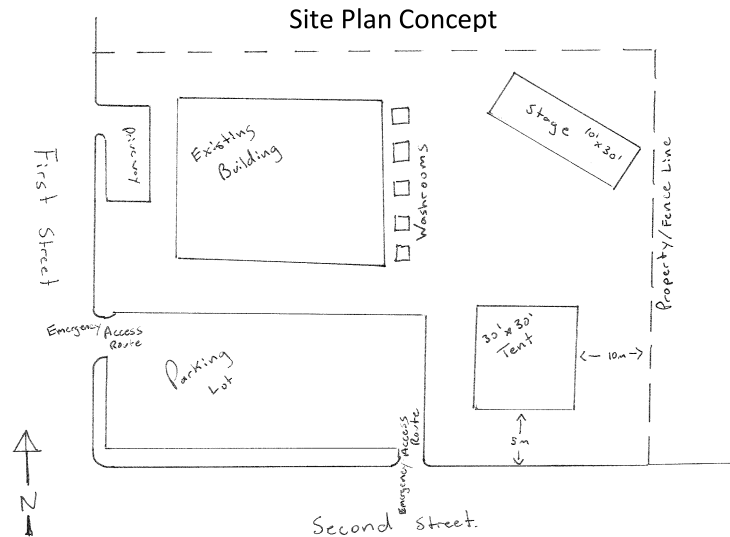 Site Plan Concept
Stage 10' x 30'
Driveway
Existing
Building
Washrooms
First Street
Property/Fence Line
Emergency Access
Route
30' x 30'
Tent
10m
Parking
Lot
5m
Emergency Access
Route
N
Second Street.